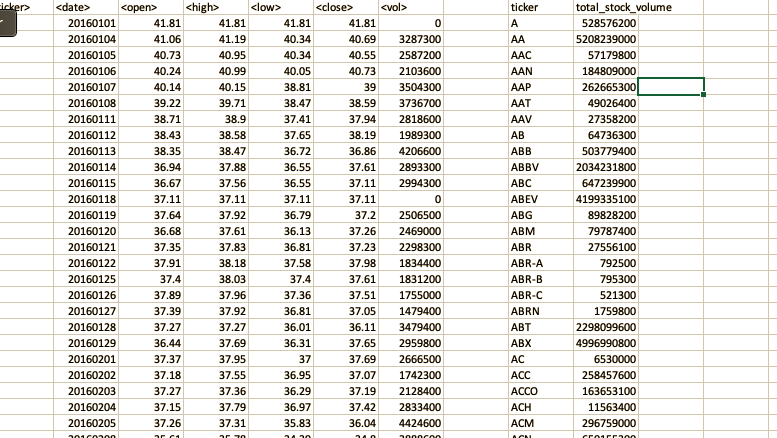 icker> <date> <open> <high> <low> <close> <vol> ticker total_stock_volume
20160101 41.81 41.81 41.81 41.81 0 A 528576200
20160104 41.06 41.19 40.34 40.69 3287300 AA 5208239000
20160105 40.73 40.95 40.34 40.55 2587200 AAC 57179800
20160106 40.24 40.99 40.05 40.73 2103600 AAN 184809000
20160107 40.14 40.15 38.81 39 3504300 AAP 262665300
20160108 39.22 39.71 38.47 38.59 3736700 AAT 49026400
20160111 38.71 38.9 37.41 37.94 2818600 AAV 27358200
20160112 38.43 38.58 37.65 38.19 1989300 AB 64736300
20160113 38.35 38.47 36.72 36.86 4206600 ABB 503779400
20160114 36.94 37.88 36.55 37.61 2893300 ABBV 2034231800
20160115 36.67 37.56 36.55 37.11 2994300 ABC 647239900
20160118 37.11 37.11 37.11 37.11 0 ABEV 4199335100
20160119 37.64 37.92 36.79 37.2 2506500 ABG 89828200
20160120 36.68 37.61 36.13 37.26 2469000 ABM 79787400
20160121 37.35 37.83 36.81 37.23 2298300 ABR 27556100
20160122 37.91 38.18 37.58 37.98 1834400 ABR-A 792500
20160125 37.4 38.03 37.4 37.61 1831200 ABR-B 795300
20160126 37.89 37.96 37.36 37.51 1755000 ABR-C 521300
20160127 37.39 37.92 36.81 37.05 1479400 ABRN 1759800
20160128 37.27 37.27 36.01 36.11 3479400 ABT 2298099600
20160129 36.44 37.69 36.31 37.65 2959800 ABX 4996990800
20160201 37.37 37.95 37 37.69 2666500 AC 6530000
20160202 37.18 37.55 36.95 37.07 1742300 ACC 258457600
20160203 37.27 37.36 36.29 37.19 2128400 ACCO 163653100
20160204 37.15 37.79 36.97 37.42 2833400 ACH 11563400
20160205 37.26 37.31 35.83 36.04 4424600 ACM 296759000